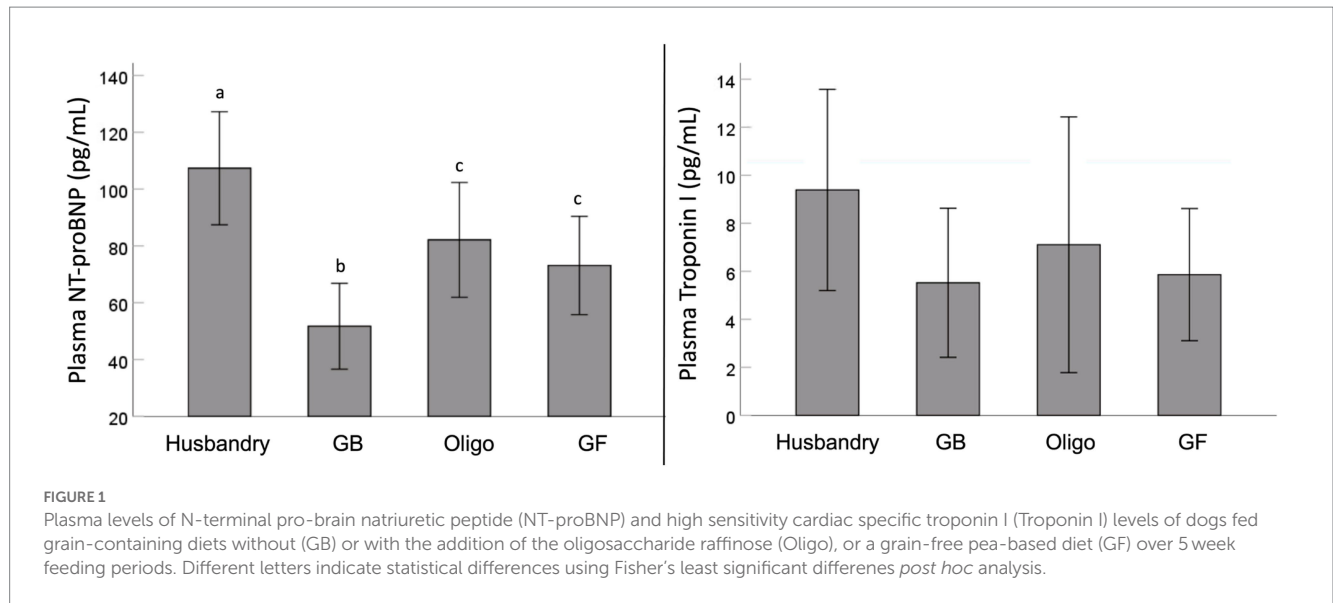 Plasma NT-proBNP (pg/mL)
140
120
100
80
60
40
20
a
b
c
c
Husbandry GB Oligo GF
Plasma Troponin I (pg/mL)
14
12
10
8
6
4
2
0
Husbandry GB Oligo GF
FIGURE 1
Plasma levels of N-terminal pro-brain natriuretic peptide (NT-proBNP) and high sensitivity cardiac specific troponin I (Troponin I) levels of dogs fed
grain-containing diets without (GB) or with the addition of the oligosaccharide raffinose (Oligo), or a grain-free pea-based diet (GF) over 5 week
feeding periods. Different letters indicate statistical differences using Fisher's least significant differenes post hoc analysis.